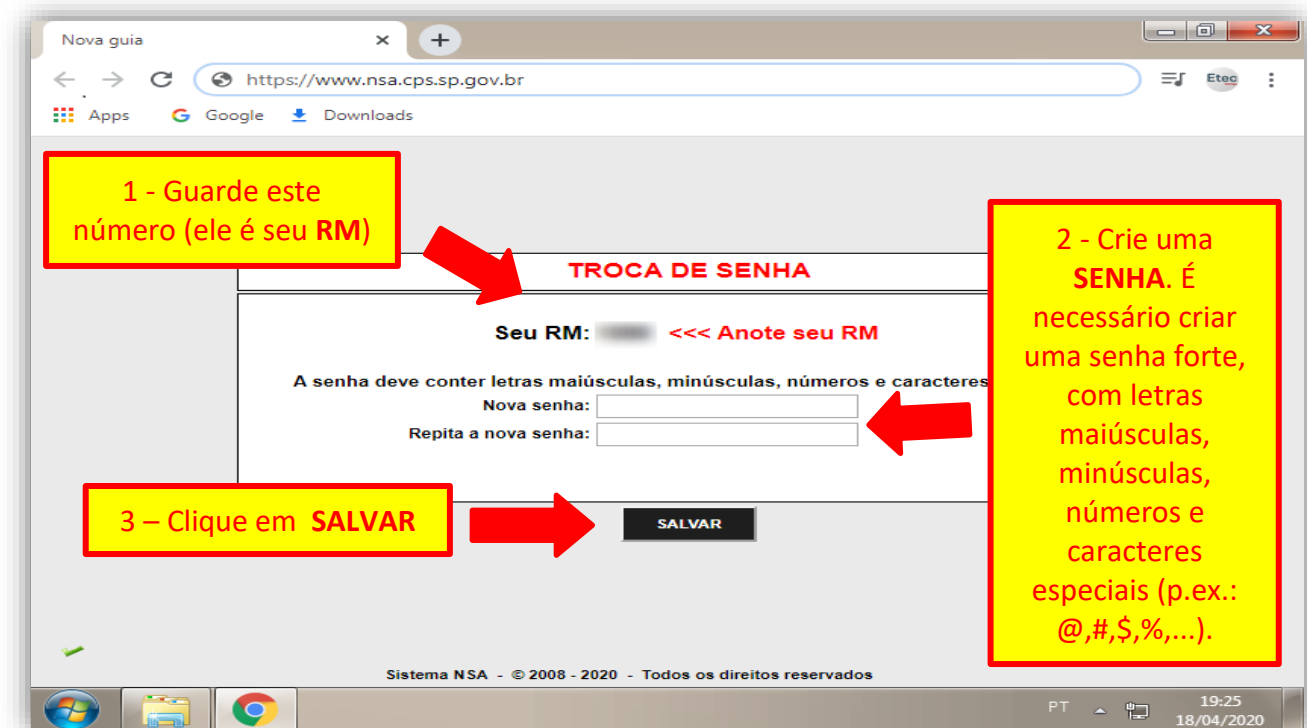 Nova guia
https://www.nsa.cps.sp.gov.br
Etec
Apps
Google
Downloads
1 - Guarde este
número (ele é seu RM)
TROCA DE SENHA
Seu RM:
<<< Anote seu RM
A senha deve conter letras maiúsculas, minúsculas, números e caracteres
Nova senha:
Repita a nova senha:
2 - Crie uma
SENHA. É
necessário criar
uma senha forte,
com letras
maiúsculas,
minúsculas,
números e
caracteres
especiais (p.ex.:
@,#,$,%,...).
3 – Clique em SALVAR
SALVAR
Sistema NSA - © 2008 - 2020 - Todos os direitos reservados
PT
19:25
18/04/2020